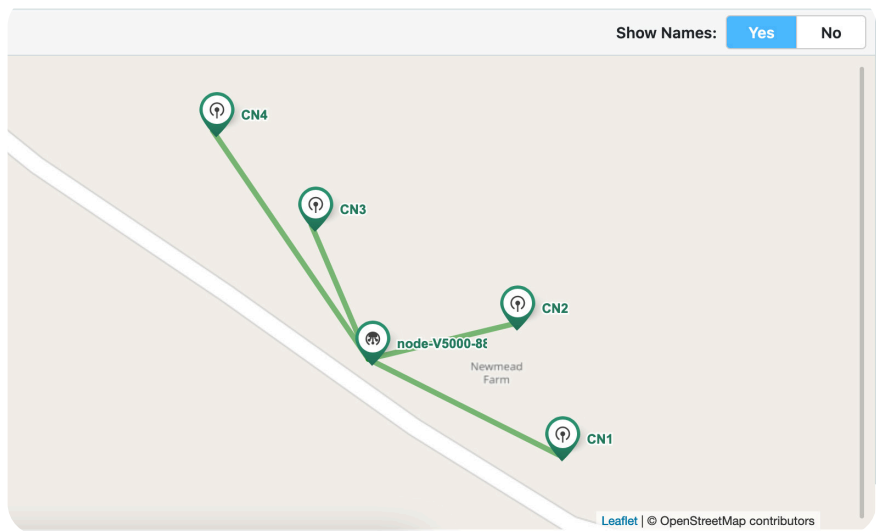 Show Names: Yes No
CN4
CN3
CN2
node-V5000-88
Newmead
Farm
CN1
Leaflet | © OpenStreetMap contributors